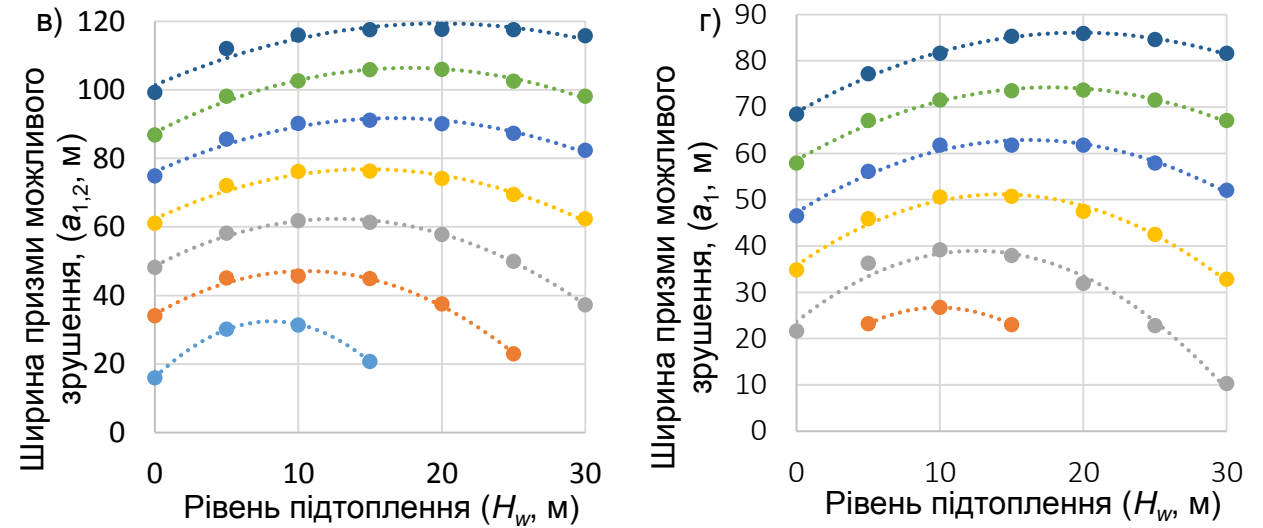 в)
Ширина призми можливого
зрушення, (a₁,₂, м)
120
100
80
60
40
20
0
0 10 20 30
Рівень підтоплення (H_w, м)
г)
Ширина призми можливого
зрушення, (a₁, м)
90
80
70
60
50
40
30
20
10
0
0 10 20 30
Рівень підтоплення (H_w, м)